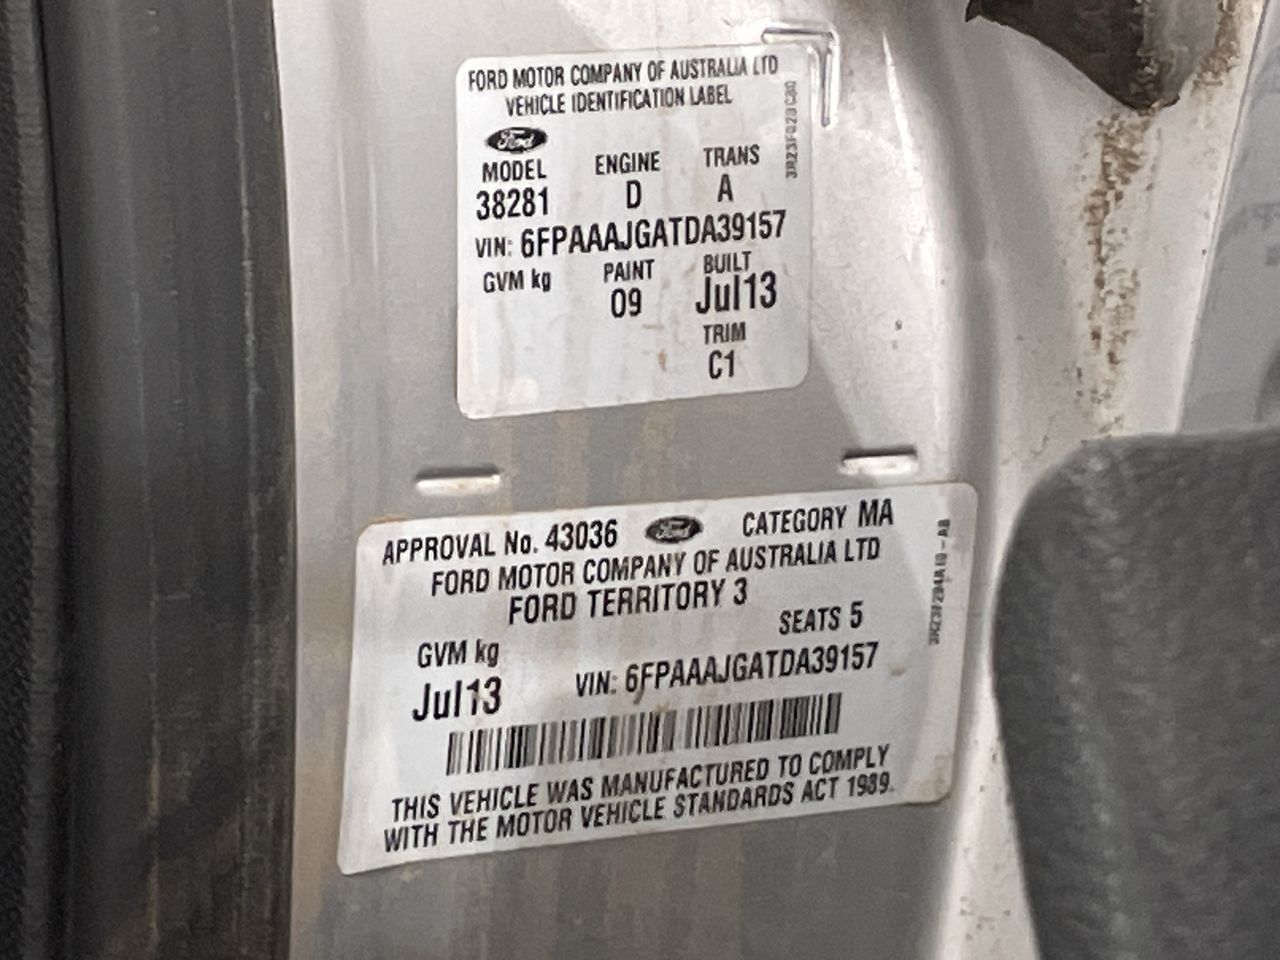 FORD MOTOR COMPANY OF AUSTRALIA LTD
VEHICLE IDENTIFICATION LABEL
Ford
MODEL ENGINE TRANS
38281 D A
VIN: 6FPAAAJGATDA39157
GVM kg PAINT BUILT
09 Jul13
TRIM
C1
APPROVAL No. 43036 Ford CATEGORY MA
FORD MOTOR COMPANY OF AUSTRALIA LTD
FORD TERRITORY 3
SEATS 5
GVM kg
Jul13 VIN: 6FPAAAJGATDA39157
THIS VEHICLE WAS MANUFACTURED TO COMPLY
WITH THE MOTOR VEHICLE STANDARDS ACT 1989.